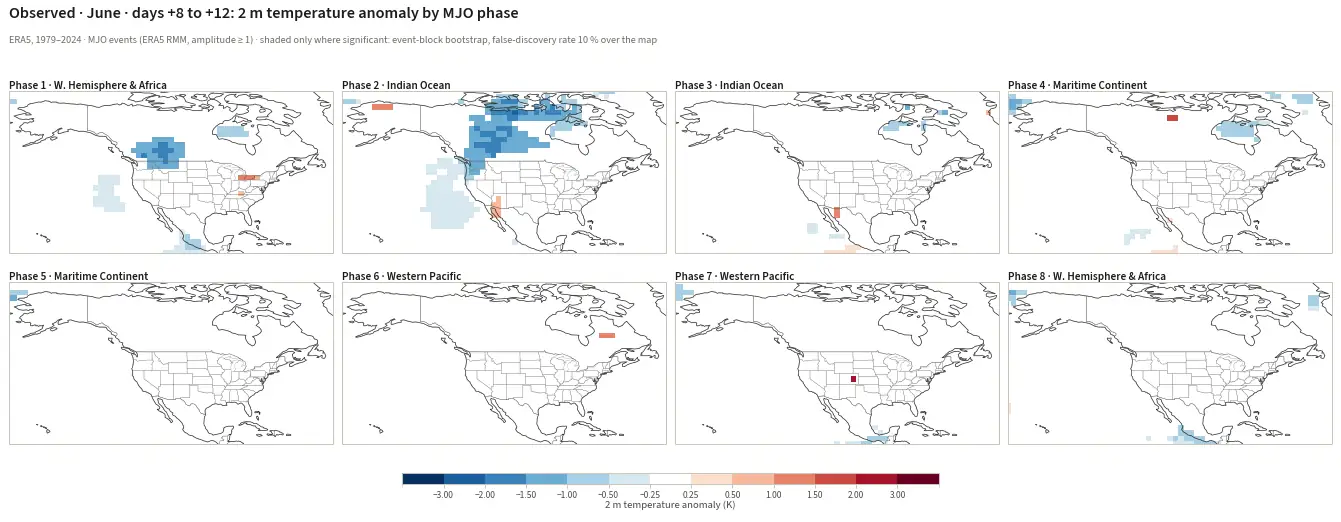 Observed · June · days +8 to +12: 2 m temperature anomaly by MJO phase
ERA5, 1979–2024 · MJO events (ERA5 RMM, amplitude ≥ 1) · shaded only where significant: event-block bootstrap, false-discovery rate 10 % over the map
Phase 1 · W. Hemisphere & Africa
Phase 2 · Indian Ocean
Phase 3 · Indian Ocean
Phase 4 · Maritime Continent
Phase 5 · Maritime Continent
Phase 6 · Western Pacific
Phase 7 · Western Pacific
Phase 8 · W. Hemisphere & Africa
−3.00 −2.00 −1.50 −1.00 −0.50 −0.25 0.25 0.50 1.00 1.50 2.00 3.00
2 m temperature anomaly (K)